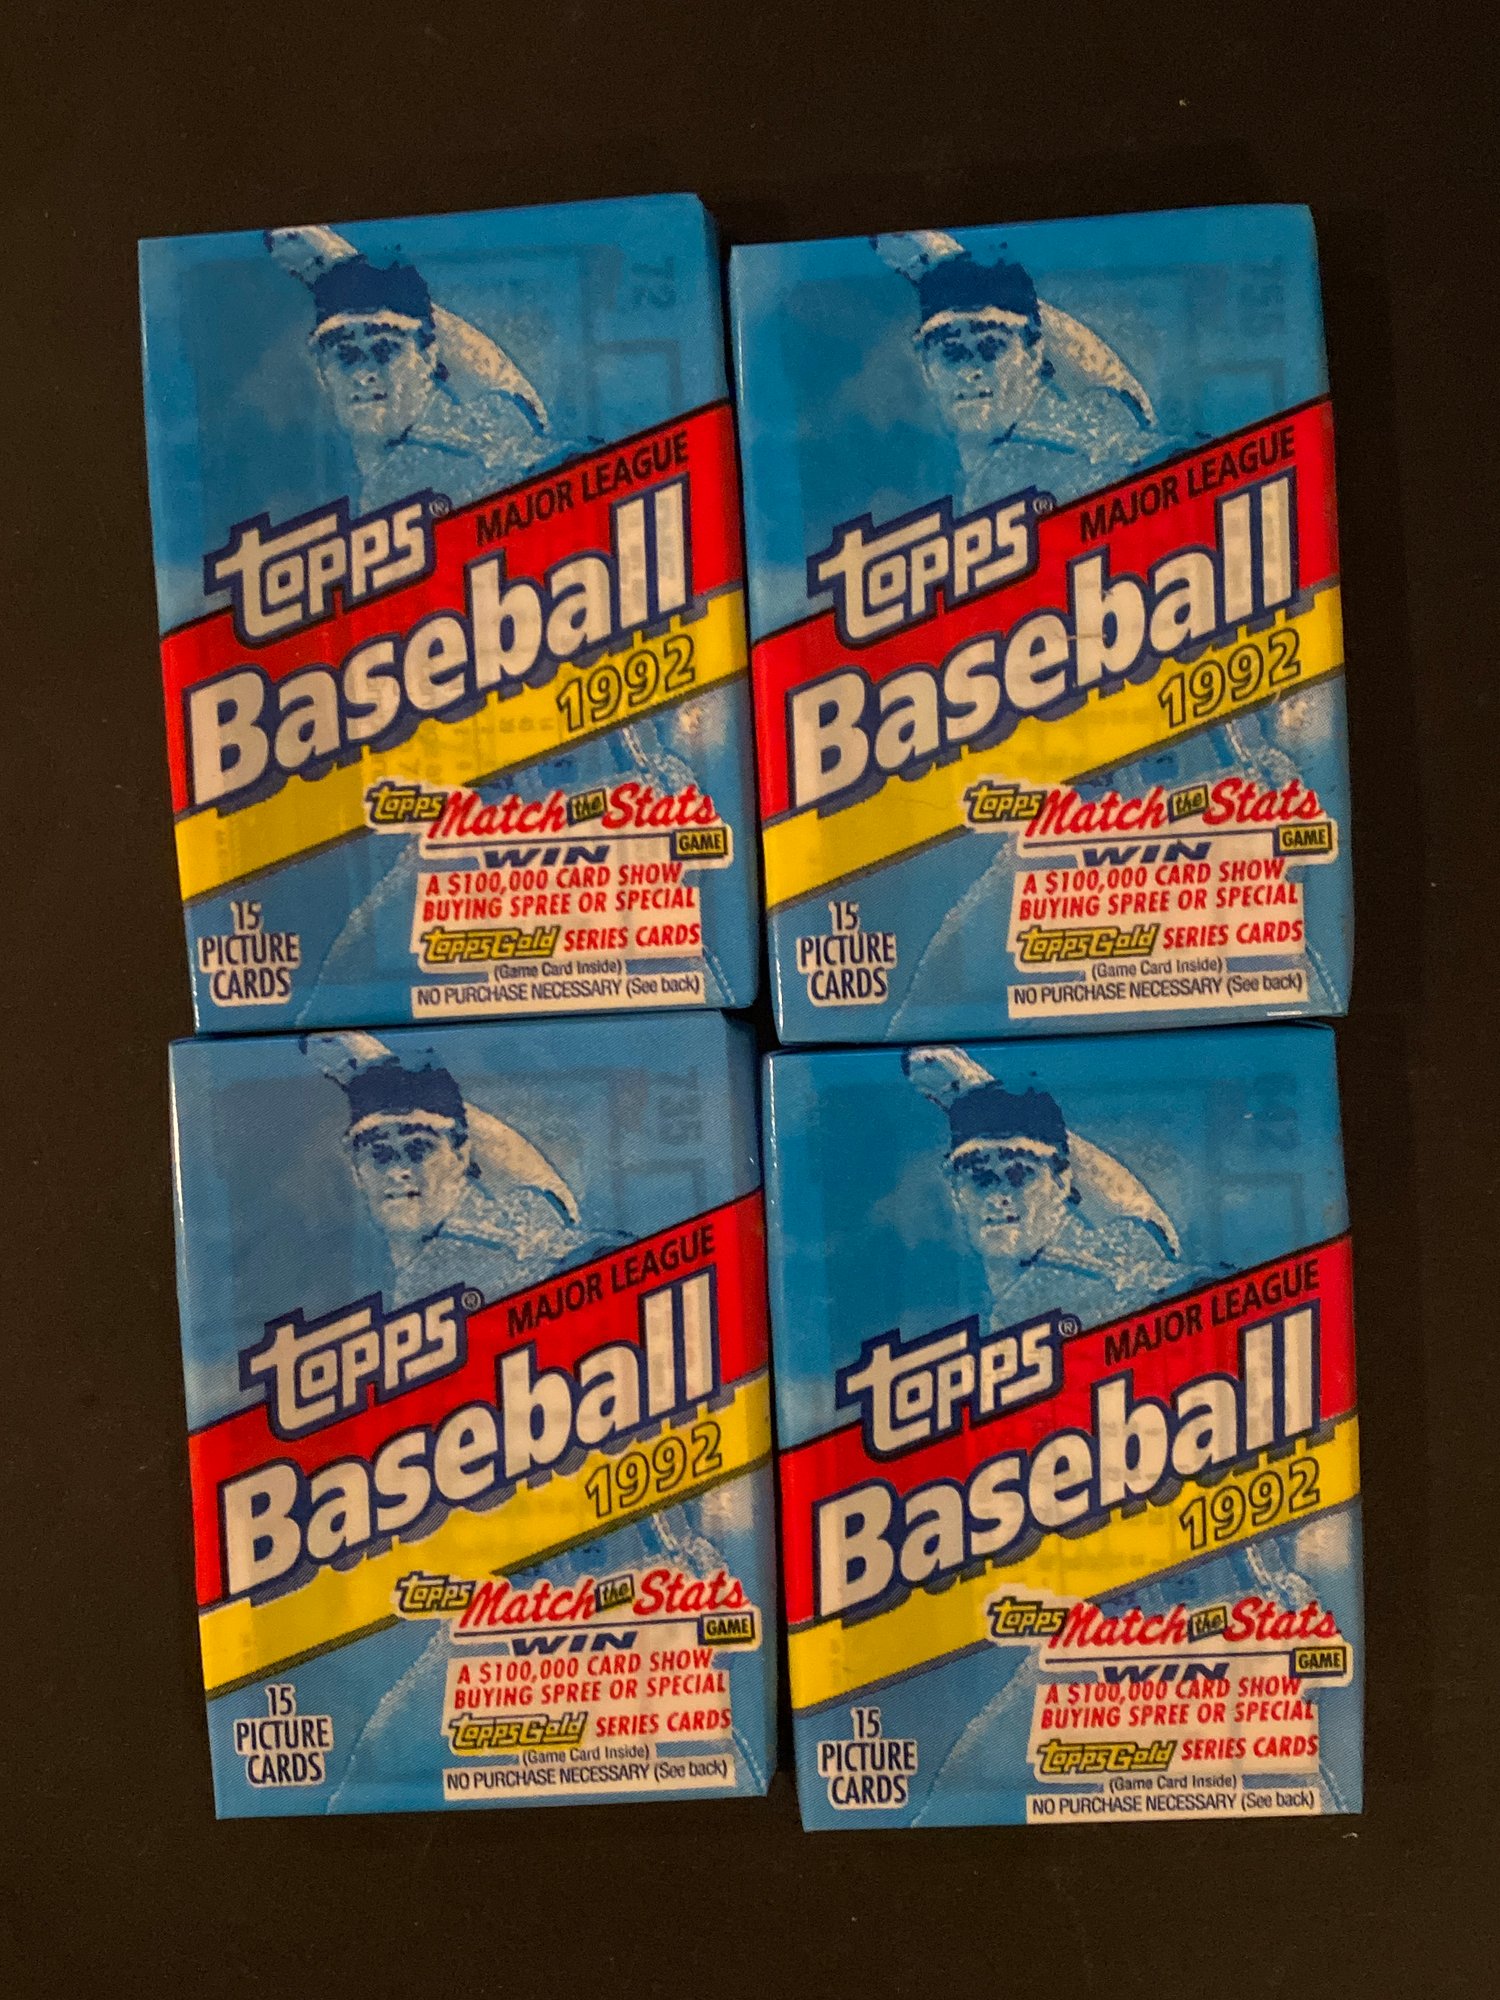 Topps® MAJOR LEAGUE
Baseball
1992
Topps Match the Stats
GAME
WIN
A $100,000 CARD SHOW
BUYING SPREE OR SPECIAL
Topps Gold SERIES CARDS
(Game Card Inside)
NO PURCHASE NECESSARY (See back)
15
PICTURE
CARDS
72
Topps® MAJOR LEAGUE
Baseball
1992
Topps Match the Stats
GAME
WIN
A $100,000 CARD SHOW
BUYING SPREE OR SPECIAL
Topps Gold SERIES CARDS
(Game Card Inside)
NO PURCHASE NECESSARY (See back)
15
PICTURE
CARDS
Topps® MAJOR LEAGUE
Baseball
1992
Topps Match the Stats
GAME
WIN
A $100,000 CARD SHOW
BUYING SPREE OR SPECIAL
Topps Gold SERIES CARDS
(Game Card Inside)
NO PURCHASE NECESSARY (See back)
15
PICTURE
CARDS
735
Topps® MAJOR LEAGUE
Baseball
1992
Topps Match the Stats
GAME
WIN
A $100,000 CARD SHOW
BUYING SPREE OR SPECIAL
Topps Gold SERIES CARDS
(Game Card Inside)
NO PURCHASE NECESSARY (See back)
15
PICTURE
CARDS